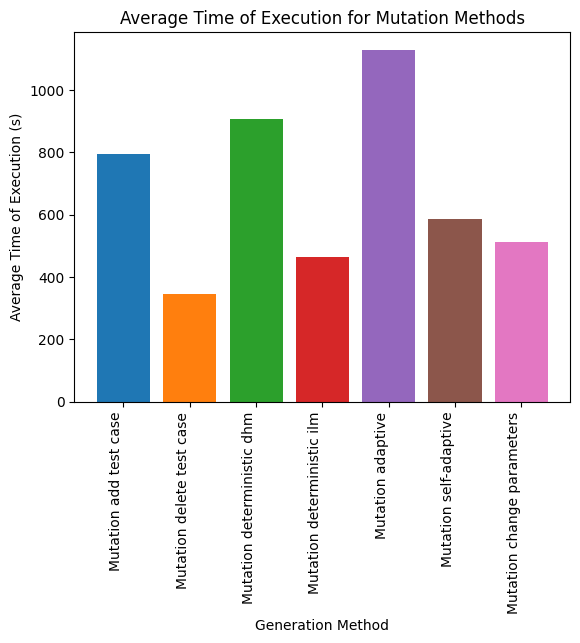 Average Time of Execution for Mutation Methods
Average Time of Execution (s)
1000
800
600
400
200
0
Mutation add test case
Mutation delete test case
Mutation deterministic dhm
Mutation deterministic ilm
Mutation adaptive
Mutation self-adaptive
Mutation change parameters
Generation Method